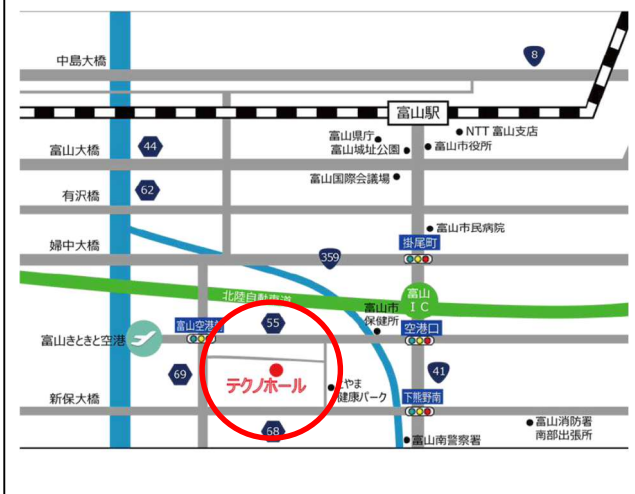 8
中島大橋
富山駅
NTT 富山支店
富山県庁
富山城址公園
富山市役所
44
富山大橋
富山国際会議場
62
有沢橋
富山市民病院
掛尾町
婦中大橋
359
北陸自動車道
富山
IC
富山市
保健所
55
富山空港前
空港口
富山きときと空港
69
テクノホール
41
とやま
健康パーク
下熊野南
新保大橋
68
富山南警察署
富山消防署
南部出張所